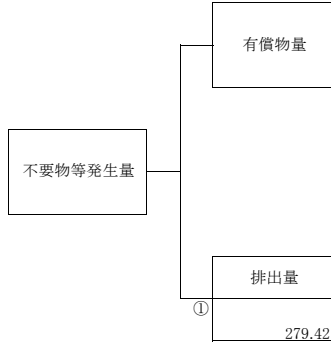 有償物量
不要物等発生量
排出量
①
279.42